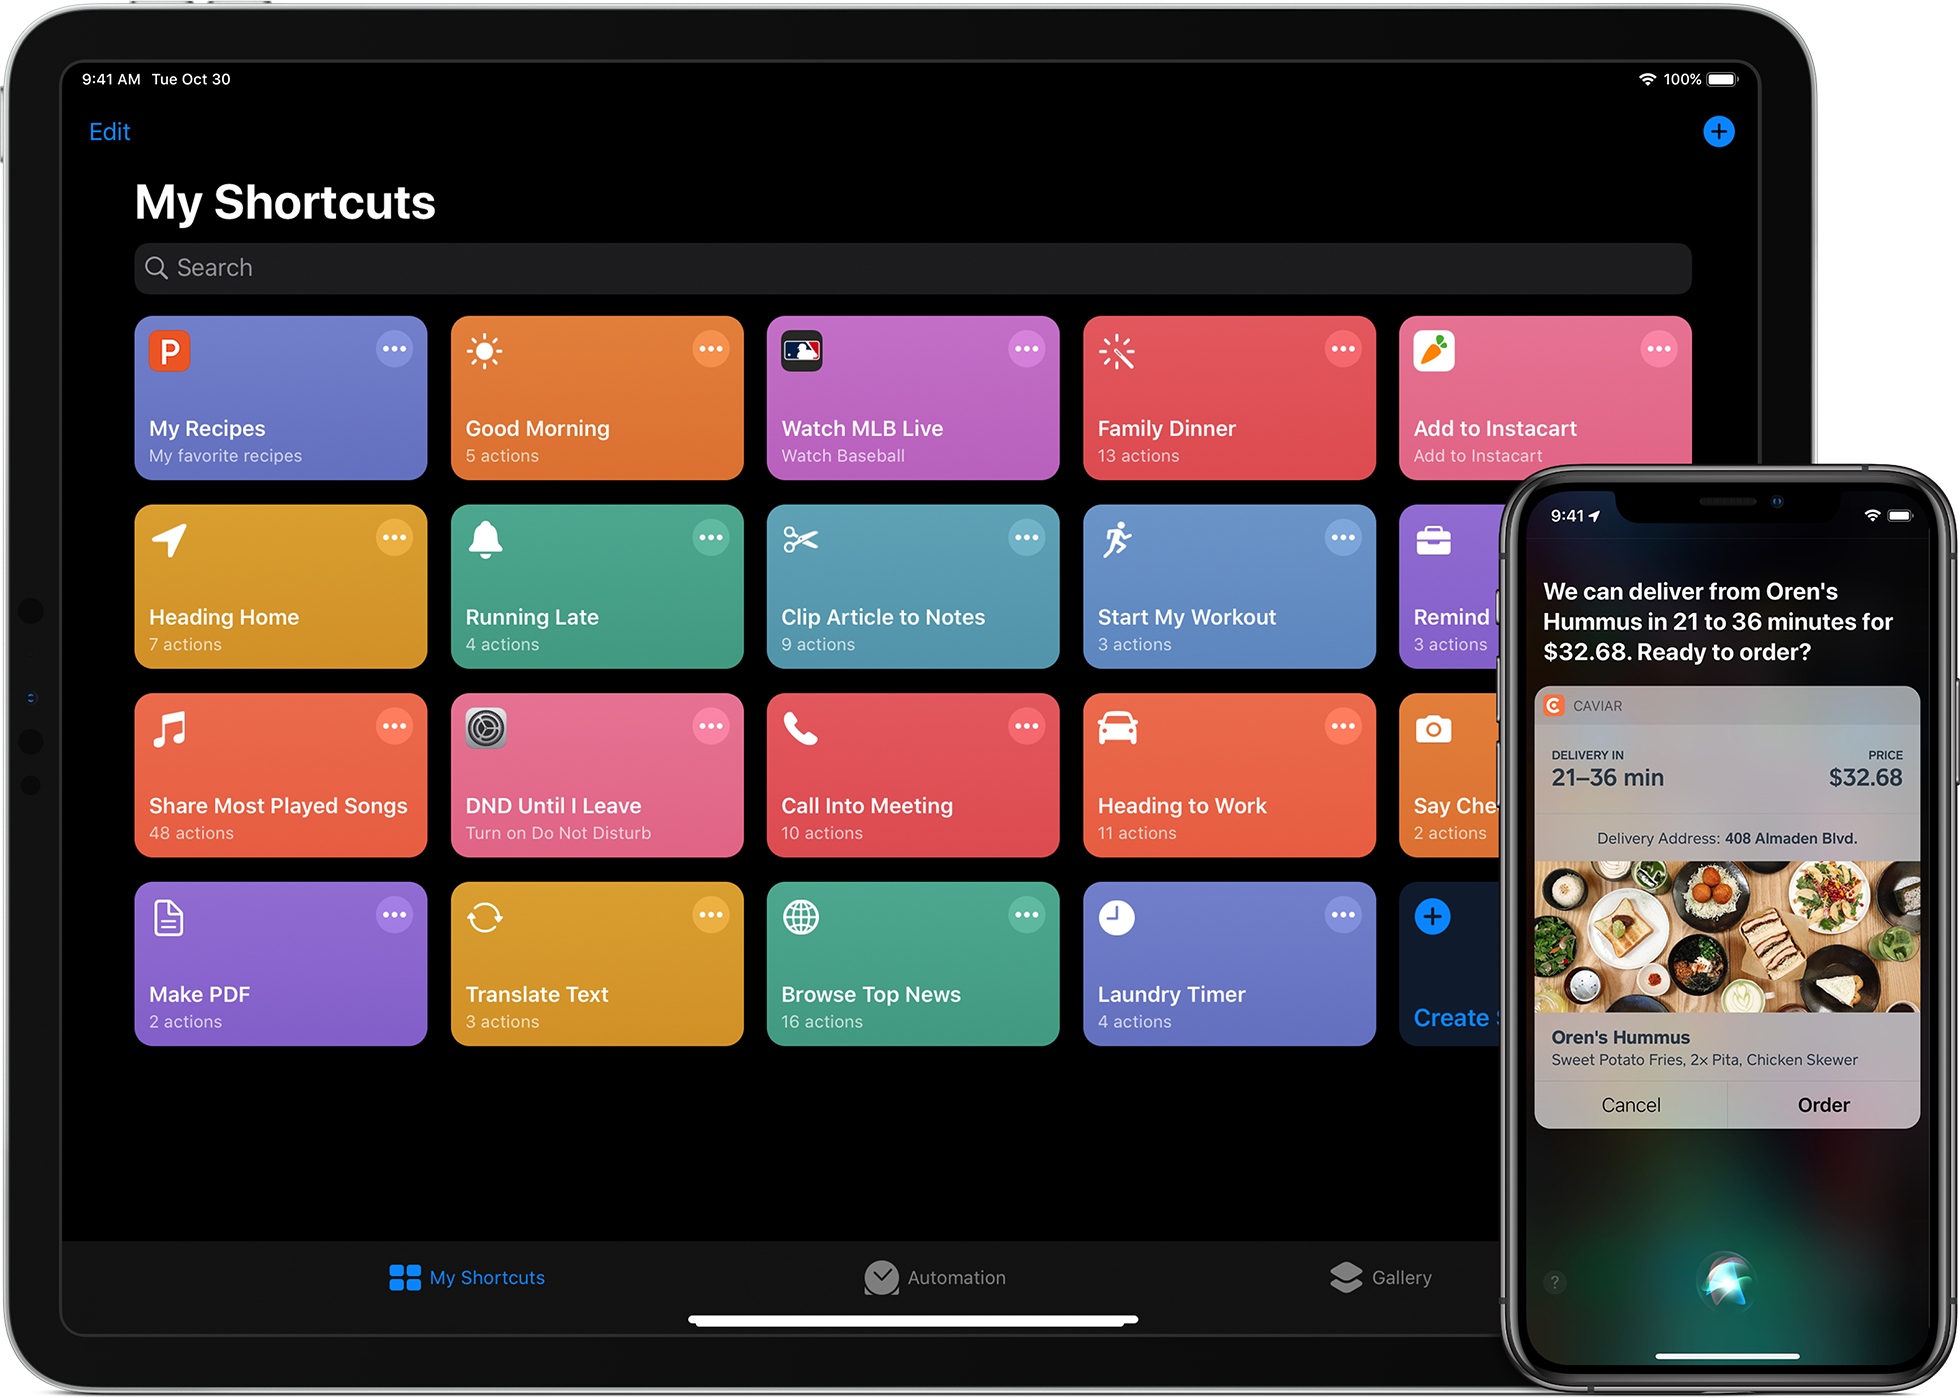 9:41 AM Tue Oct 30
100%
Edit
My Shortcuts
Search
P
My Recipes
My favorite recipes
Good Morning
5 actions
Watch MLB Live
Watch Baseball
Family Dinner
13 actions
Add to Instacart
Add to Instacart
Heading Home
7 actions
Running Late
4 actions
Clip Article to Notes
9 actions
Start My Workout
3 actions
Remind
3 actions
Share Most Played Songs
48 actions
DND Until I Leave
Turn on Do Not Disturb
Call Into Meeting
10 actions
Heading to Work
11 actions
Say Che
2 actions
Make PDF
2 actions
Translate Text
3 actions
Browse Top News
16 actions
Laundry Timer
4 actions
Create
My Shortcuts
Automation
Gallery
9:41
We can deliver from Oren's
Hummus in 21 to 36 minutes for
$32.68. Ready to order?
CAVIAR
DELIVERY IN
21–36 min
PRICE
$32.68
Delivery Address: 408 Almaden Blvd.
Oren's Hummus
Sweet Potato Fries, 2× Pita, Chicken Skewer
Cancel
Order
?